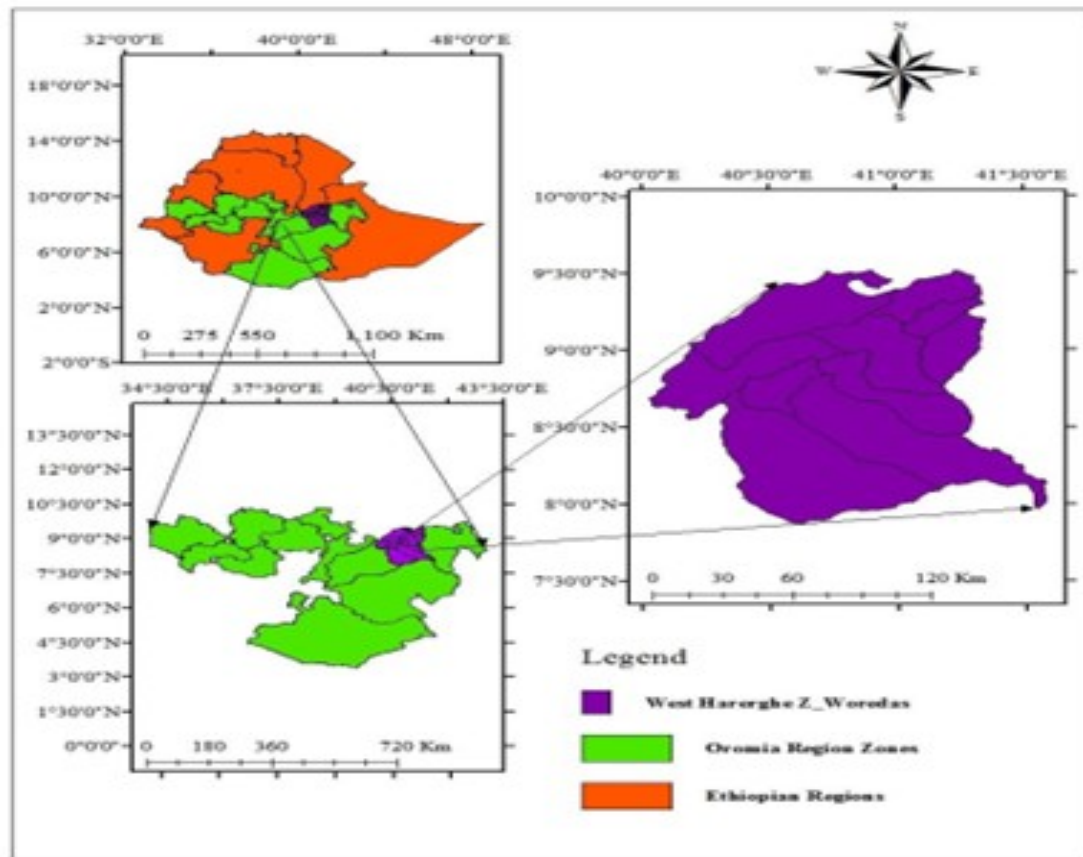 32°0'0"E 40°0'0"E 48°0'0"E
18°0'0"N
14°0'0"N
10°0'0"N
6°0'0"N
2°0'0"N
2°0'0"S
0 275 550 1,100 Km
N
W E
S
34°30'0"E 37°30'0"E 40°30'0"E 43°30'0"E
13°30'0"N
12°0'0"N
10°30'0"N
9°0'0"N
7°30'0"N
6°0'0"N
4°30'0"N
3°0'0"N
1°30'0"N
0°0'0"
0 180 360 720 Km
40°0'0"E 40°30'0"E 41°0'0"E 41°30'0"E
10°0'0"N
9°30'0"N
9°0'0"N
8°30'0"N
8°0'0"N
7°30'0"N
0 30 60 120 Km
Legend
West Harerghe Z_Woredas
Oromia Region Zones
Ethiopian Regions